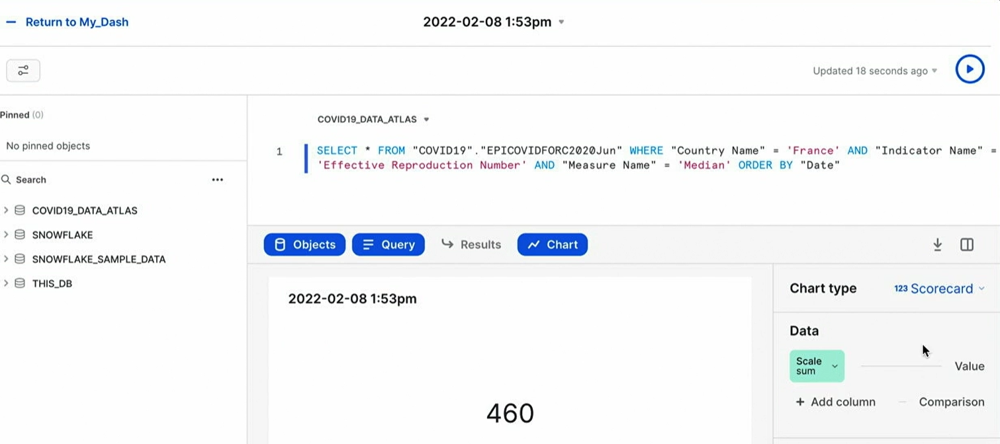 Return to My_Dash
2022-02-08 1:53pm
Updated 18 seconds ago
Pinned (0)
No pinned objects
Search
COVID19_DATA_ATLAS
SNOWFLAKE
SNOWFLAKE_SAMPLE_DATA
THIS_DB
COVID19_DATA_ATLAS
1 SELECT * FROM "COVID19"."EPICOVIDFORC2020Jun" WHERE "Country Name" = 'France' AND "Indicator Name" =
'Effective Reproduction Number' AND "Measure Name" = 'Median' ORDER BY "Date"
Objects Query Results Chart
2022-02-08 1:53pm
460
Chart type 123 Scorecard
Data
Scale
sum
Value
+ Add column Comparison